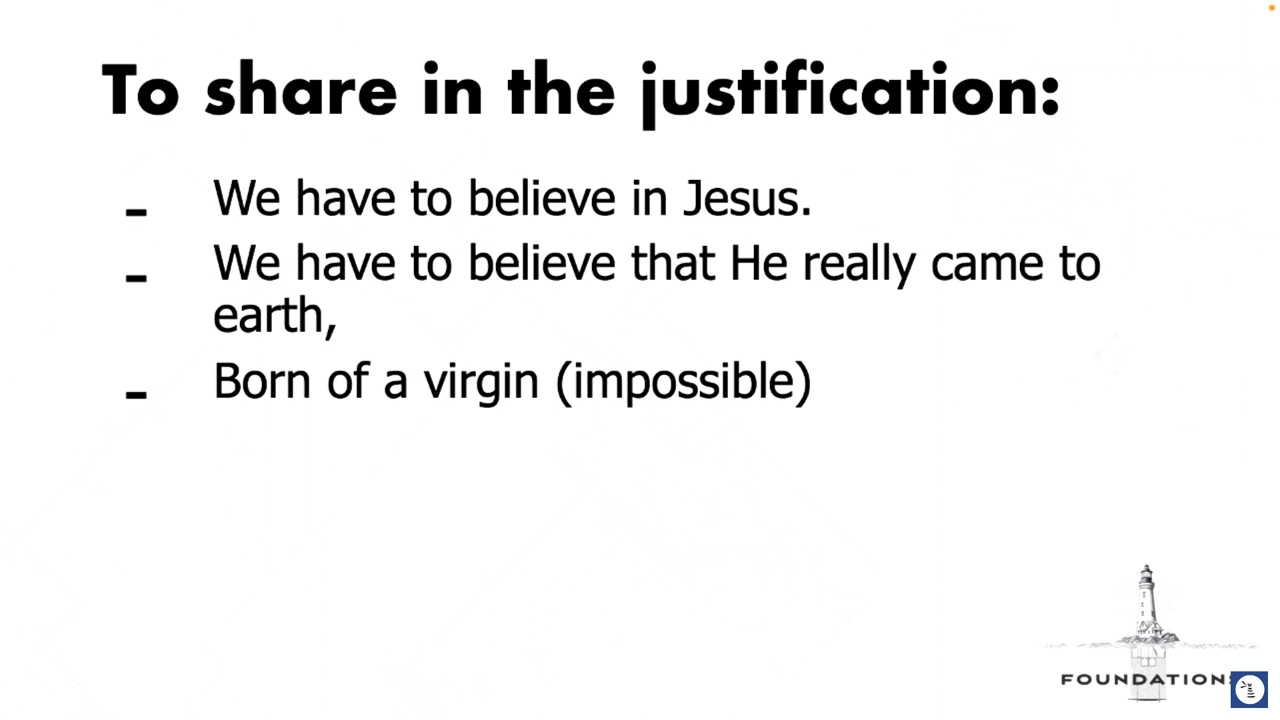 To share in the justification:
- We have to believe in Jesus.
- We have to believe that He really came to
earth,
- Born of a virgin (impossible)
FOUNDATIONS